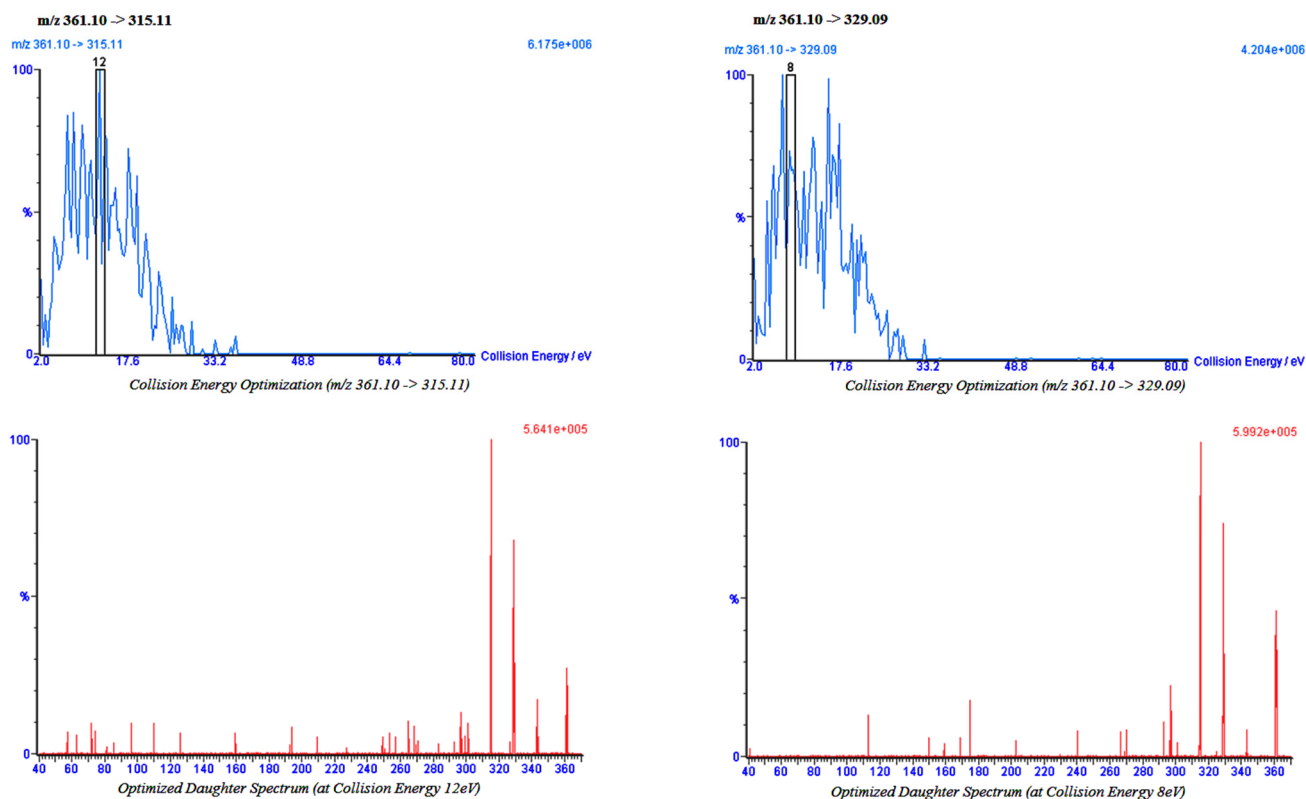 m/z 361.10 -> 315.11
m/z 361.10 -> 315.11 6.175e+006
12
100
%
0
2.0 17.6 33.2 48.8 64.4 80.0 Collision Energy / eV
Collision Energy Optimization (m/z 361.10 -> 315.11)
m/z 361.10 -> 329.09
m/z 361.10 -> 329.09 4.204e+006
8
100
%
0
2.0 17.6 33.2 48.8 64.4 80.0 Collision Energy / eV
Collision Energy Optimization (m/z 361.10 -> 329.09)
5.641e+005
100
%
0
40 60 80 100 120 140 160 180 200 220 240 260 280 300 320 340 360
Optimized Daughter Spectrum (at Collision Energy 12eV)
5.992e+005
100
%
0
40 60 80 100 120 140 160 180 200 220 240 260 280 300 320 340 360
Optimized Daughter Spectrum (at Collision Energy 8eV)